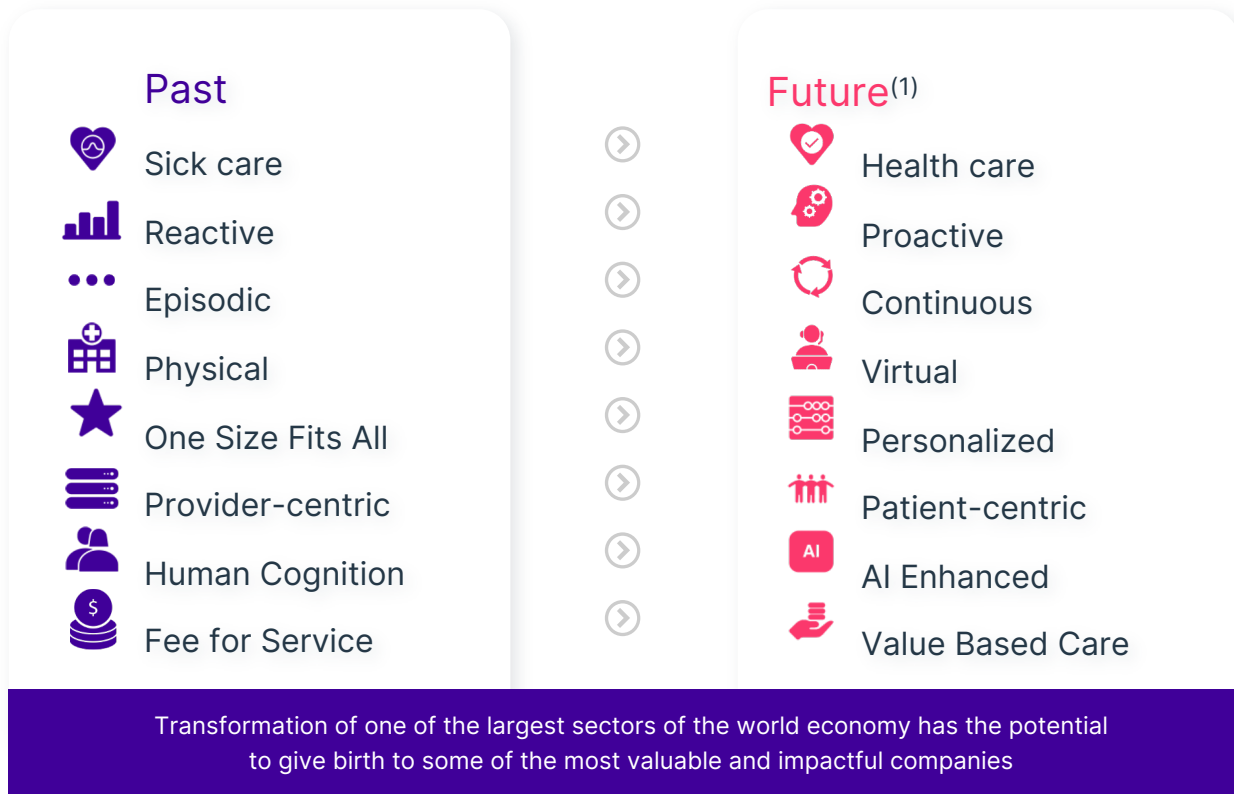 Past
Sick care
Reactive
Episodic
Physical
One Size Fits All
Provider-centric
Human Cognition
$
Fee for Service
Future(1)
Health care
Proactive
Continuous
Virtual
Personalized
Patient-centric
AI
AI Enhanced
Value Based Care
Transformation of one of the largest sectors of the world economy has the potential
to give birth to some of the most valuable and impactful companies